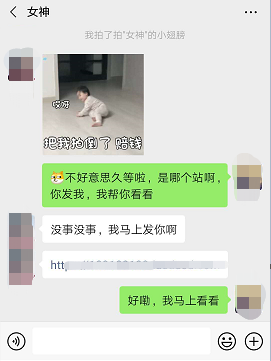 女神
我拍了拍"女神"的小翅膀
哎呀
把我拍倒了 赔钱
不好意思久等啦，是哪个站啊，
你发我，我帮你看看
没事没事，我马上发你啊
http
好嘞，我马上看看